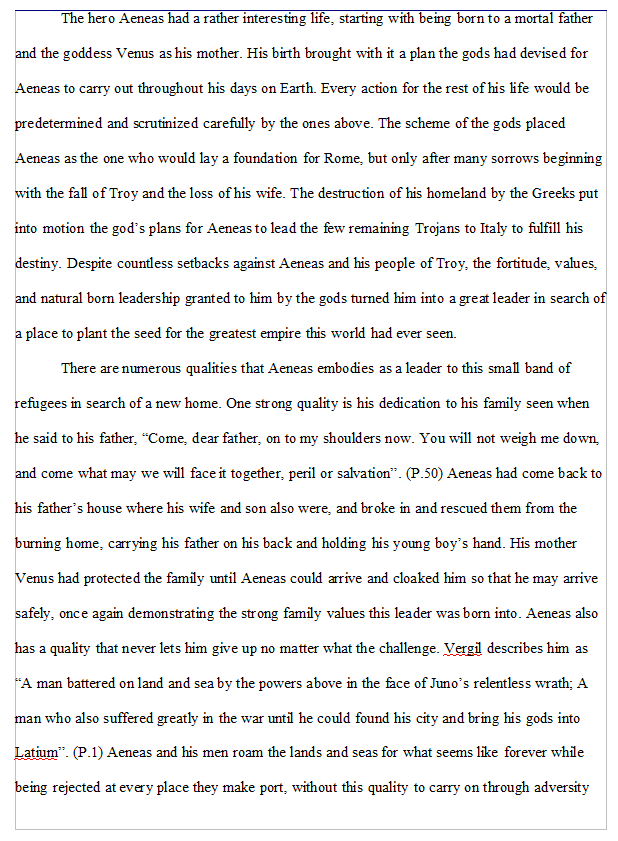 The hero Aeneas had a rather interesting life, starting with being born to a mortal father
and the goddess Venus as his mother. His birth brought with it a plan the gods had devised for
Aeneas to carry out throughout his days on Earth. Every action for the rest of his life would be
predetermined and scrutinized carefully by the ones above. The scheme of the gods placed
Aeneas as the one who would lay a foundation for Rome, but only after many sorrows beginning
with the fall of Troy and the loss of his wife. The destruction of his homeland by the Greeks put
into motion the god’s plans for Aeneas to lead the few remaining Trojans to Italy to fulfill his
destiny. Despite countless setbacks against Aeneas and his people of Troy, the fortitude, values,
and natural born leadership granted to him by the gods turned him into a great leader in search of
a place to plant the seed for the greatest empire this world had ever seen.
There are numerous qualities that Aeneas embodies as a leader to this small band of
refugees in search of a new home. One strong quality is his dedication to his family seen when
he said to his father, “Come, dear father, on to my shoulders now. You will not weigh me down,
and come what may we will face it together, peril or salvation”. (P.50) Aeneas had come back to
his father’s house where his wife and son also were, and broke in and rescued them from the
burning home, carrying his father on his back and holding his young boy’s hand. His mother
Venus had protected the family until Aeneas could arrive and cloaked him so that he may arrive
safely, once again demonstrating the strong family values this leader was born into. Aeneas also
has a quality that never lets him give up no matter what the challenge. Vergil describes him as
“A man battered on land and sea by the powers above in the face of Juno’s relentless wrath; A
man who also suffered greatly in the war until he could found his city and bring his gods into
Latium”. (P.1) Aeneas and his men roam the lands and seas for what seems like forever while
being rejected at every place they make port, without this quality to carry on through adversity